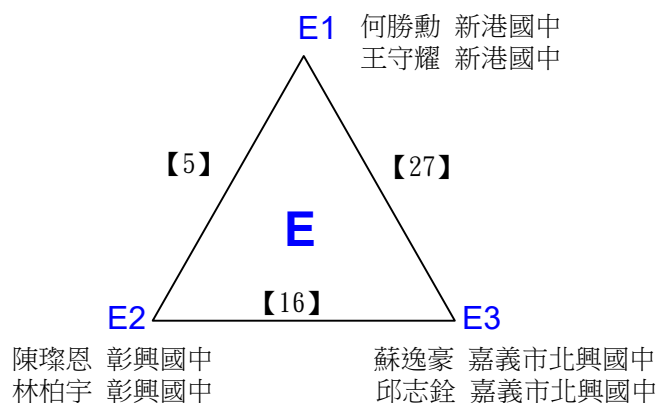 E1 何勝勳 新港國中
王守耀 新港國中
【5】 【27】
E
【16】
E2 E3
陳璨恩 彰興國中 蘇逸豪 嘉義市北興國中
林柏宇 彰興國中 邱志銓 嘉義市北興國中